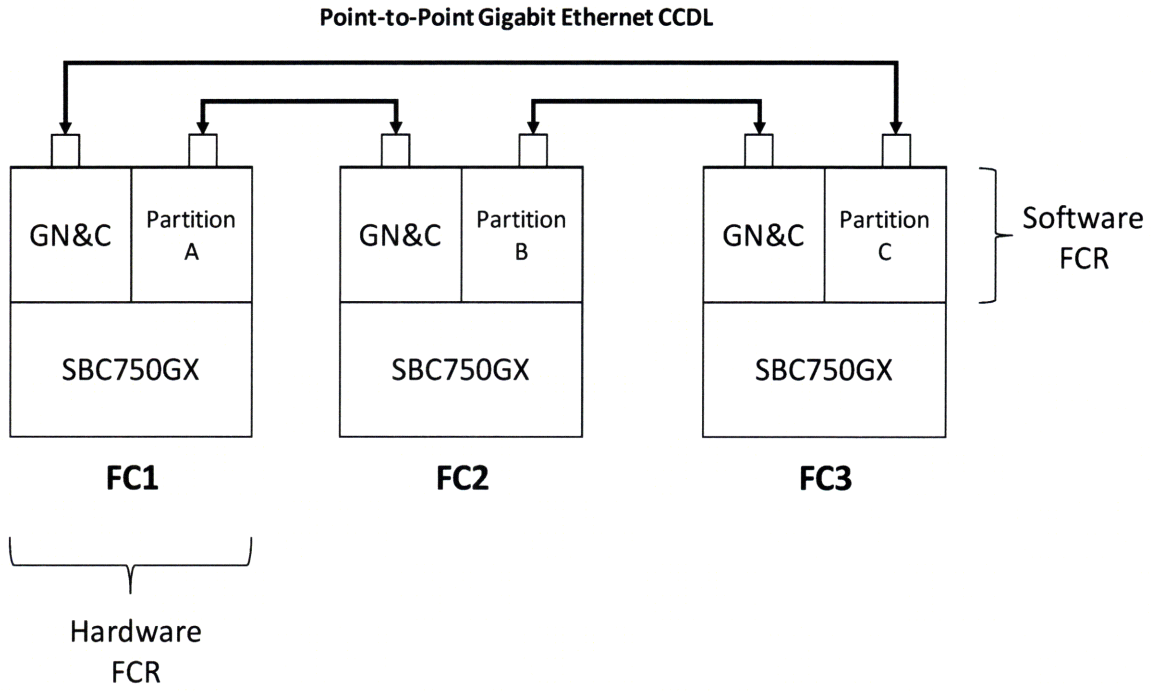 Point-to-Point Gigabit Ethernet CCDL
GN&C
Partition
A
GN&C
Partition
B
GN&C
Partition
C
Software
FCR
SBC750GX
SBC750GX
SBC750GX
FC1
FC2
FC3
Hardware
FCR